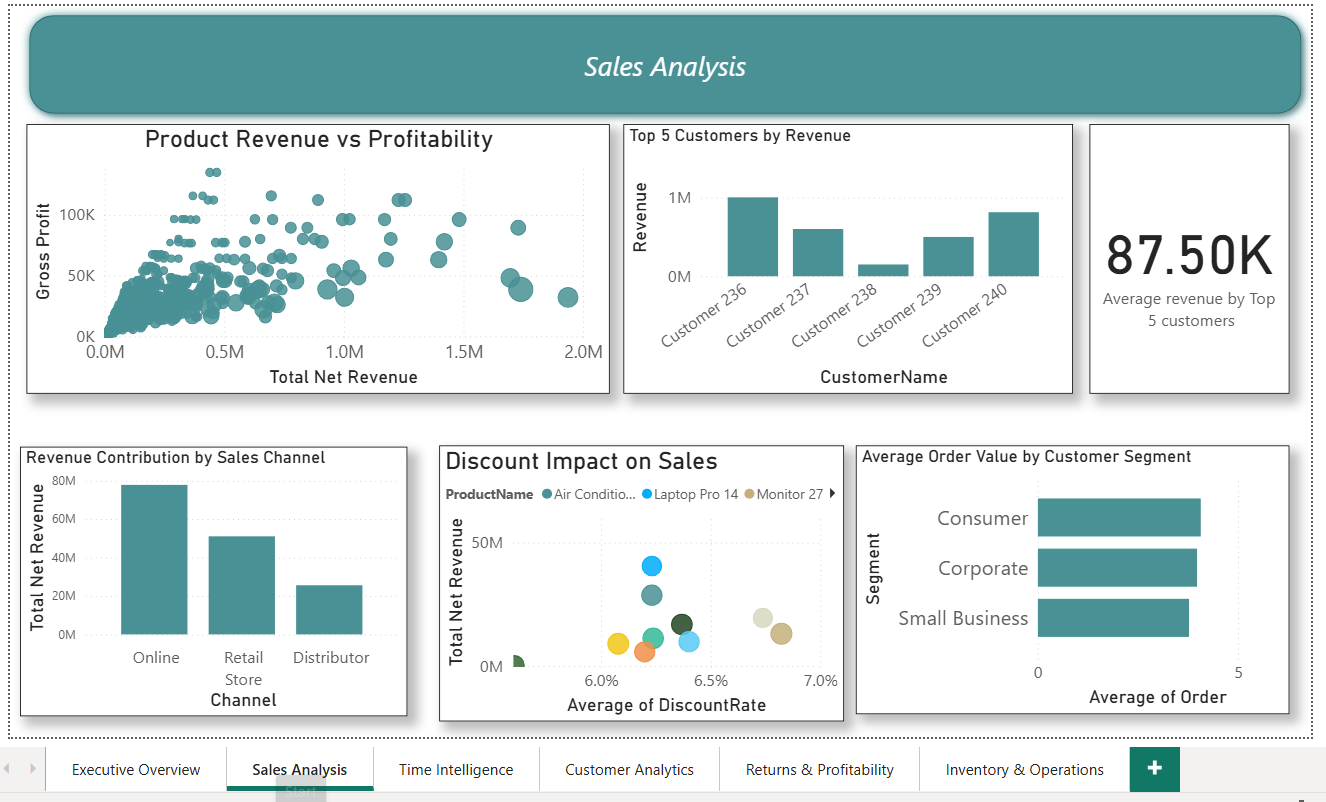 Sales Analysis
Product Revenue vs Profitability
Gross Profit
100K
50K
0K
0.0M
0.5M
1.0M
1.5M
2.0M
Total Net Revenue
Top 5 Customers by Revenue
Revenue
1M
0M
Customer 236
Customer 237
Customer 238
Customer 239
Customer 240
CustomerName
87.50K
Average revenue by Top
5 customers
Revenue Contribution by Sales Channel
Total Net Revenue
80M
60M
40M
20M
0M
Online
Retail
Store
Distributor
Channel
Discount Impact on Sales
ProductName
Air Conditio...
Laptop Pro 14
Monitor 27
Total Net Revenue
50M
0M
6.0%
6.5%
7.0%
Average of DiscountRate
Average Order Value by Customer Segment
Segment
Consumer
Corporate
Small Business
0
5
Average of Order
Executive Overview
Sales Analysis
Time Intelligence
Customer Analytics
Returns & Profitability
Inventory & Operations
+
Start